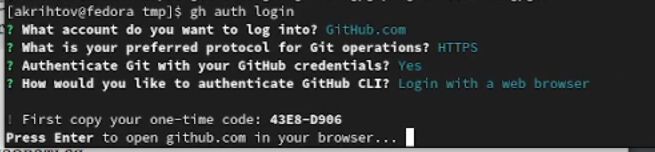 [akrihtov@fedora tmp]$ gh auth login
? What account do you want to log into? GitHub.com
? What is your preferred protocol for Git operations? HTTPS
? Authenticate Git with your GitHub credentials? Yes
? How would you like to authenticate GitHub CLI? Login with a web browser
! First copy your one-time code: 43E8-D906
Press Enter to open github.com in your browser...